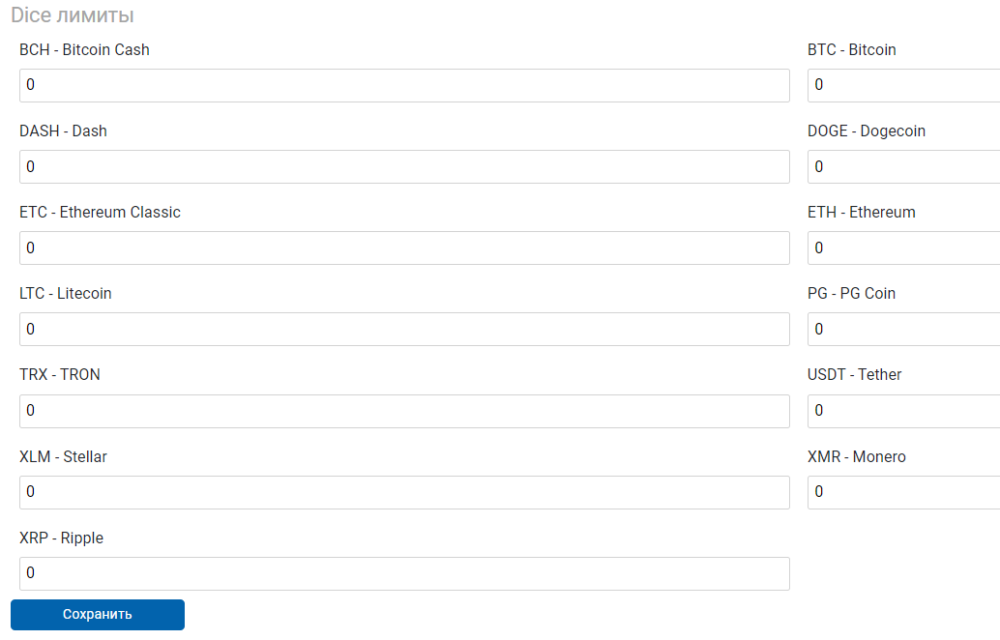 Dice лимиты
BCH - Bitcoin Cash
BTC - Bitcoin
0
0
DASH - Dash
DOGE - Dogecoin
0
0
ETC - Ethereum Classic
ETH - Ethereum
0
0
LTC - Litecoin
PG - PG Coin
0
0
TRX - TRON
USDT - Tether
0
0
XLM - Stellar
XMR - Monero
0
0
XRP - Ripple
0
Сохранить